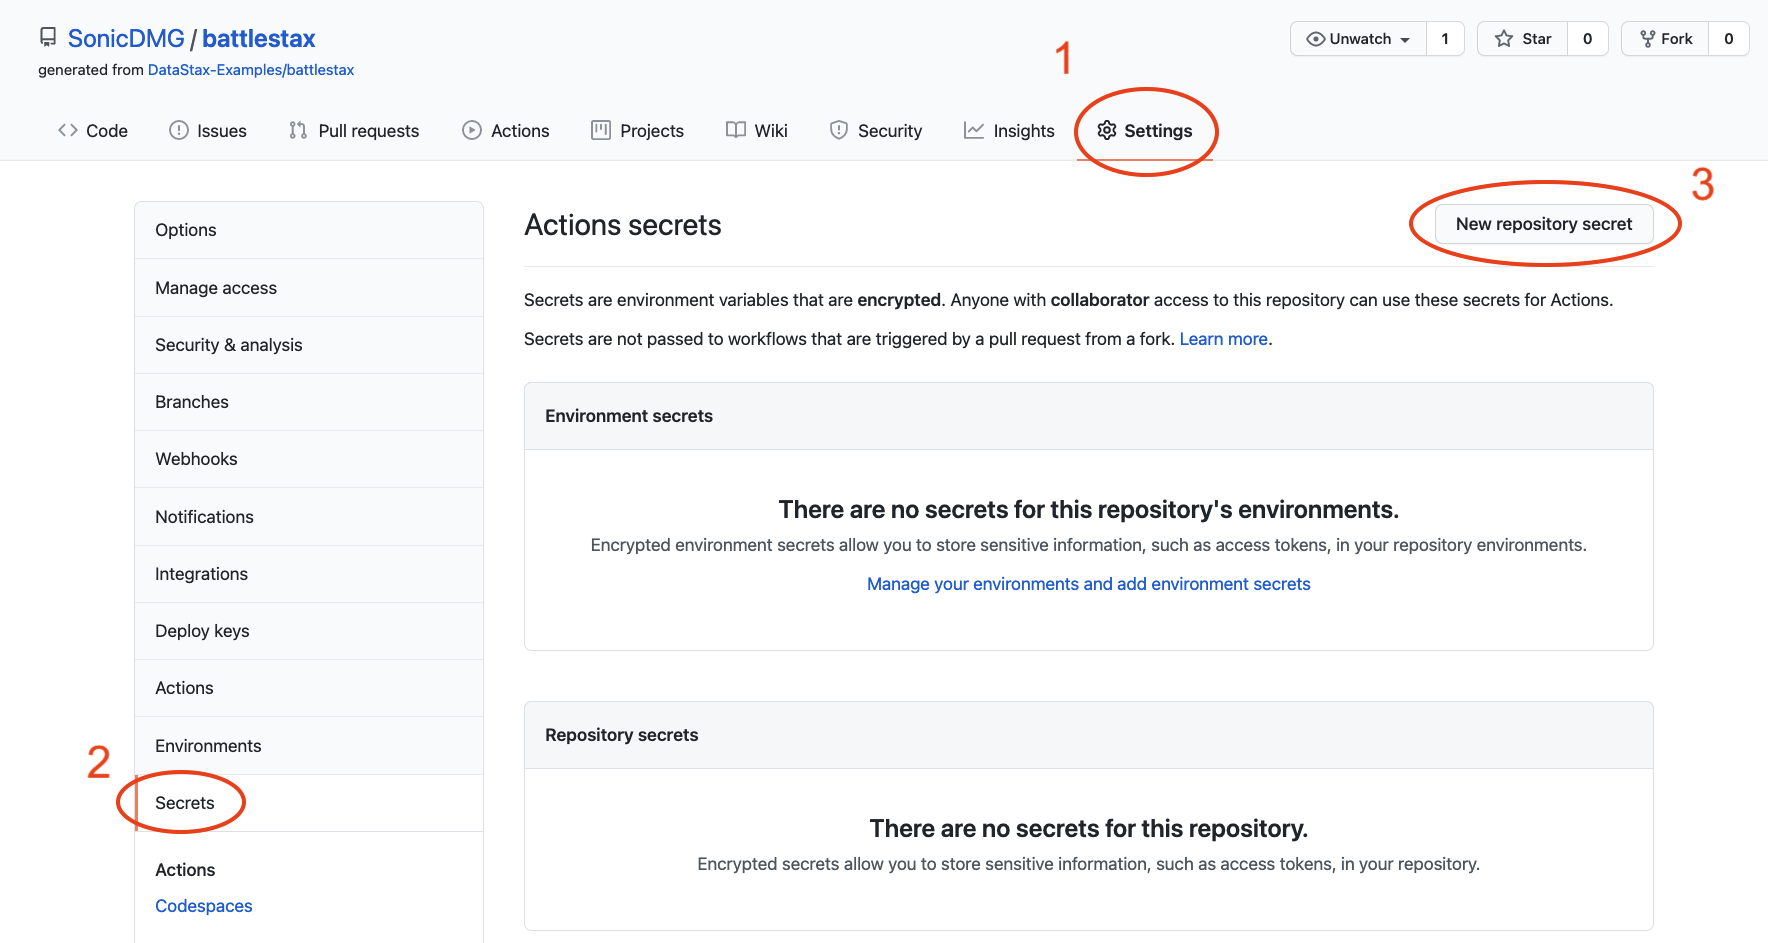 SonicDMG / battlestax
Unwatch 1 Star 0 Fork 0
generated from DataStax-Examples/battlestax
1
Code Issues Pull requests Actions Projects Wiki Security Insights Settings
3
Options
Manage access
Security & analysis
Branches
Webhooks
Notifications
Integrations
Deploy keys
Actions
Environments
2
Secrets
Actions
Codespaces
Actions secrets
New repository secret
Secrets are environment variables that are encrypted. Anyone with collaborator access to this repository can use these secrets for Actions.
Secrets are not passed to workflows that are triggered by a pull request from a fork. Learn more.
Environment secrets
There are no secrets for this repository's environments.
Encrypted environment secrets allow you to store sensitive information, such as access tokens, in your repository environments.
Manage your environments and add environment secrets
Repository secrets
There are no secrets for this repository.
Encrypted secrets allow you to store sensitive information, such as access tokens, in your repository.